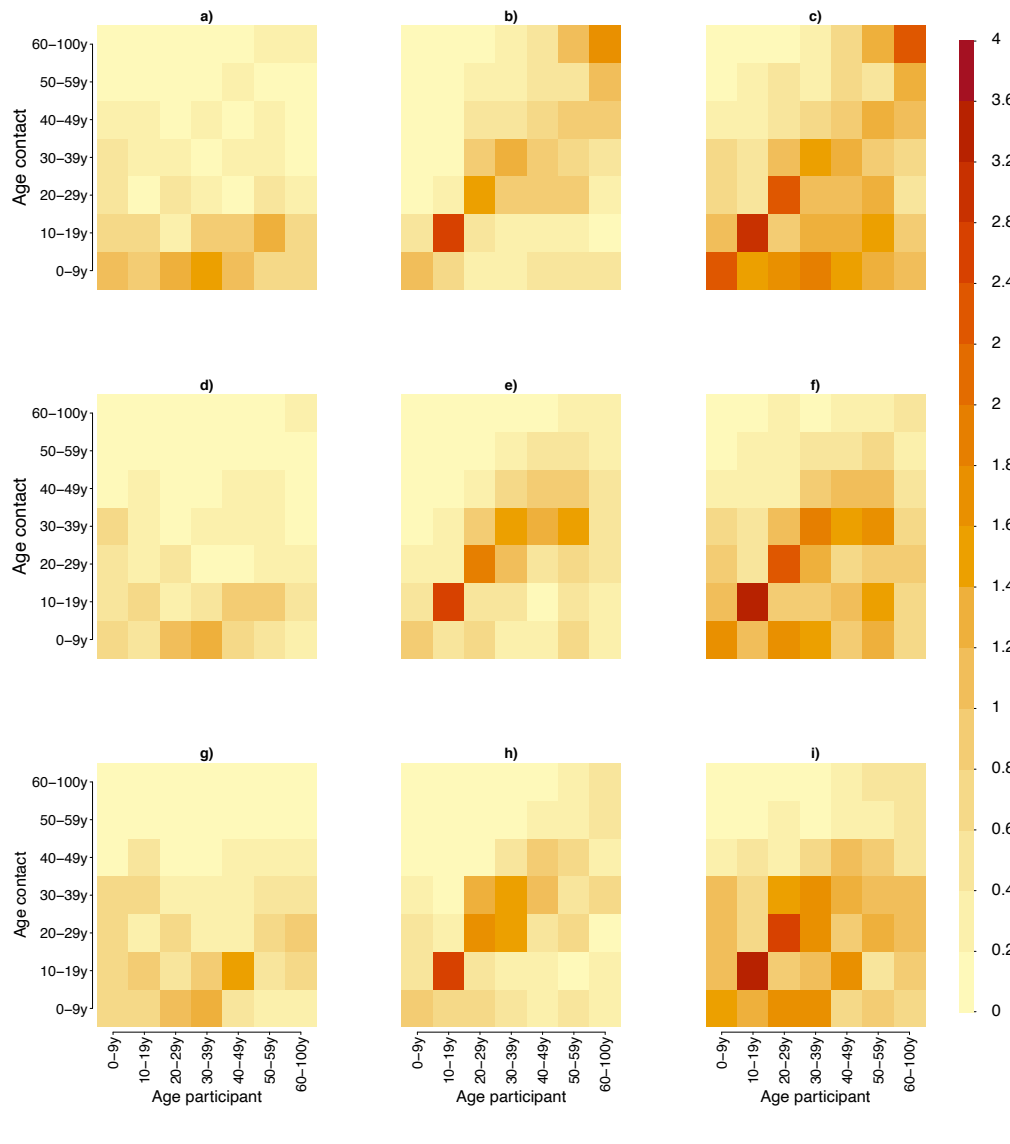 a)
b)
c)
60−100y
50−59y
40−49y
30−39y
20−29y
10−19y
0−9y
Age contact
d)
e)
f)
60−100y
50−59y
40−49y
30−39y
20−29y
10−19y
0−9y
Age contact
g)
h)
i)
60−100y
50−59y
40−49y
30−39y
20−29y
10−19y
0−9y
Age contact
0−9y
10−19y
20−29y
30−39y
40−49y
50−59y
60−100y
Age participant
0−9y
10−19y
20−29y
30−39y
40−49y
50−59y
60−100y
Age participant
0−9y
10−19y
20−29y
30−39y
40−49y
50−59y
60−100y
Age participant
4
3.6
3.2
2.8
2.4
2
2
1.8
1.6
1.4
1.2
1
0.8
0.6
0.4
0.2
0